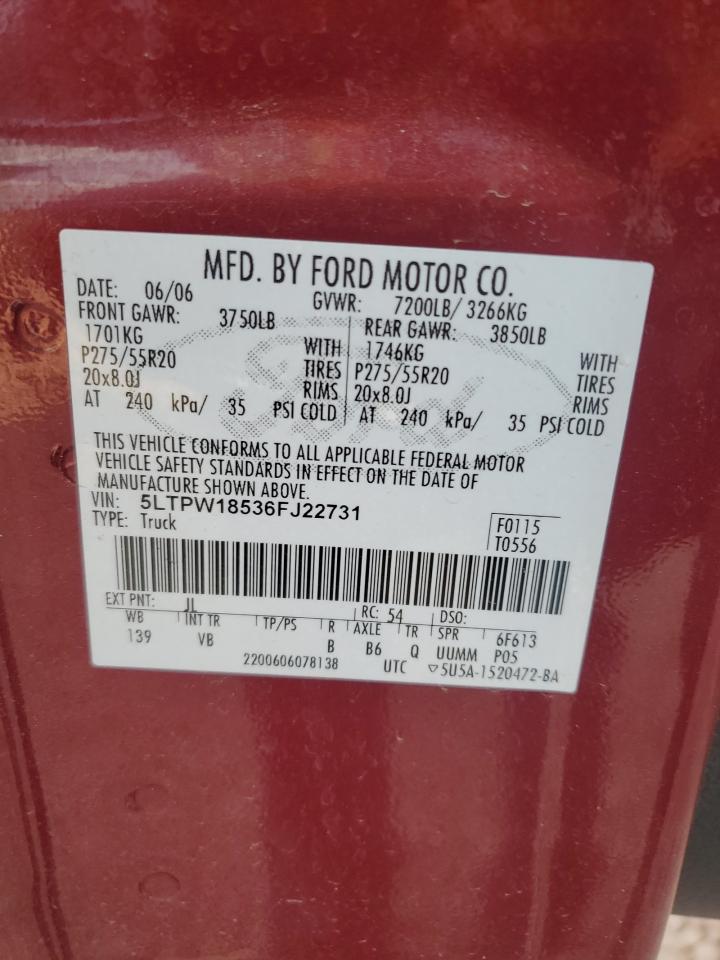 MFD. BY FORD MOTOR CO.
DATE: 06/06 GVWR: 7200LB/ 3266KG
FRONT GAWR: 3750LB REAR GAWR: 3850LB
1701KG WITH 1746KG WITH
P275/55R20 TIRES P275/55R20 TIRES
20x8.0J RIMS 20x8.0J RIMS
AT 240 kPa/ 35 PSI COLD AT 240 kPa/ 35 PSI COLD
THIS VEHICLE CONFORMS TO ALL APPLICABLE FEDERAL MOTOR
VEHICLE SAFETY STANDARDS IN EFFECT ON THE DATE OF
MANUFACTURE SHOWN ABOVE.
VIN: 5LTPW18536FJ22731
TYPE: Truck F0115
T0556
EXT PNT: JL RC: 54 DSO:
WB INT TR TP/PS R AXLE TR SPR 6F613
139 VB B B6 Q UUMM P05
2200606078138 UTC ▽5U5A-1520472-BA
Ford